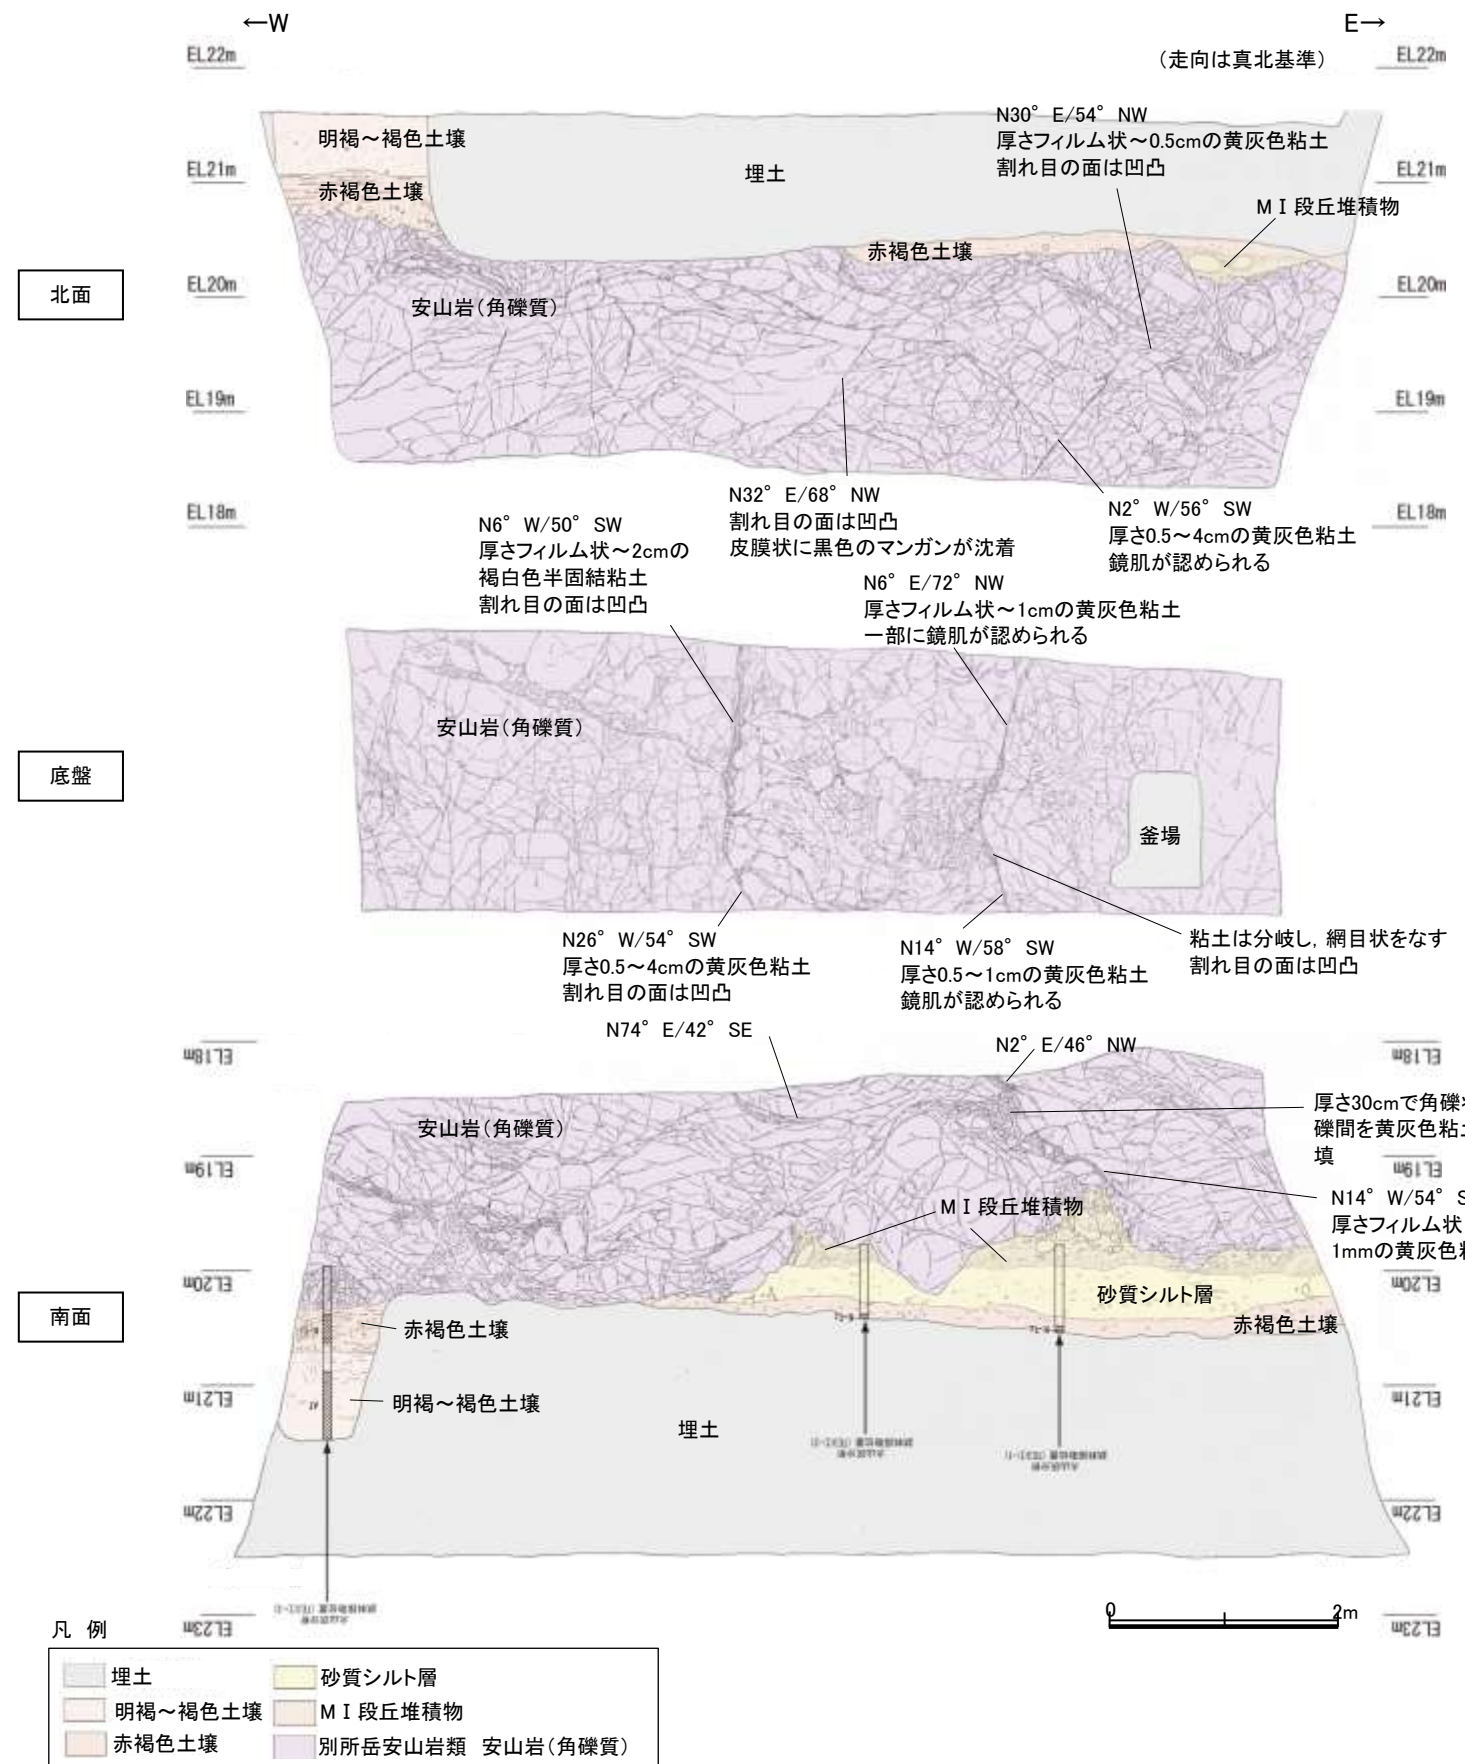 ←W
E→
(走向は真北基準)
EL22m
EL22m
EL21m
EL21m
EL20m
EL20m
EL19m
EL19m
EL18m
EL18m
北面
明褐～褐色土壌
赤褐色土壌
埋土
赤褐色土壌
安山岩(角礫質)
N30°E/54°NW
厚さフィルム状～0.5cmの黄灰色粘土
割れ目の面は凹凸
MⅠ段丘堆積物
N32°E/68°NW
割れ目の面は凹凸
皮膜状に黒色のマンガンが沈着
N2°W/56°SW
厚さ0.5～4cmの黄灰色粘土
鏡肌が認められる
N6°W/50°SW
厚さフィルム状～2cmの
褐白色半固結粘土
割れ目の面は凹凸
N6°E/72°NW
厚さフィルム状～1cmの黄灰色粘土
一部に鏡肌が認められる
底盤
安山岩(角礫質)
釜場
N26°W/54°SW
厚さ0.5～4cmの黄灰色粘土
割れ目の面は凹凸
N14°W/58°SW
厚さ0.5～1cmの黄灰色粘土
鏡肌が認められる
粘土は分岐し，網目状をなす
割れ目の面は凹凸
N74°E/42°SE
N2°E/46°NW
EL18m
EL18m
EL19m
EL19m
EL20m
EL20m
EL21m
EL21m
EL22m
EL22m
EL23m
EL23m
南面
安山岩(角礫質)
厚さ30cmで角礫
礫間を黄灰色粘
填
N14°W/54°
厚さフィルム状
1mmの黄灰色
MⅠ段丘堆積物
砂質シルト層
赤褐色土壌
赤褐色土壌
明褐～褐色土壌
埋土
0
2m
凡 例
埋土
明褐～褐色土壌
赤褐色土壌
砂質シルト層
MⅠ段丘堆積物
別所岳安山岩類 安山岩(角礫質)